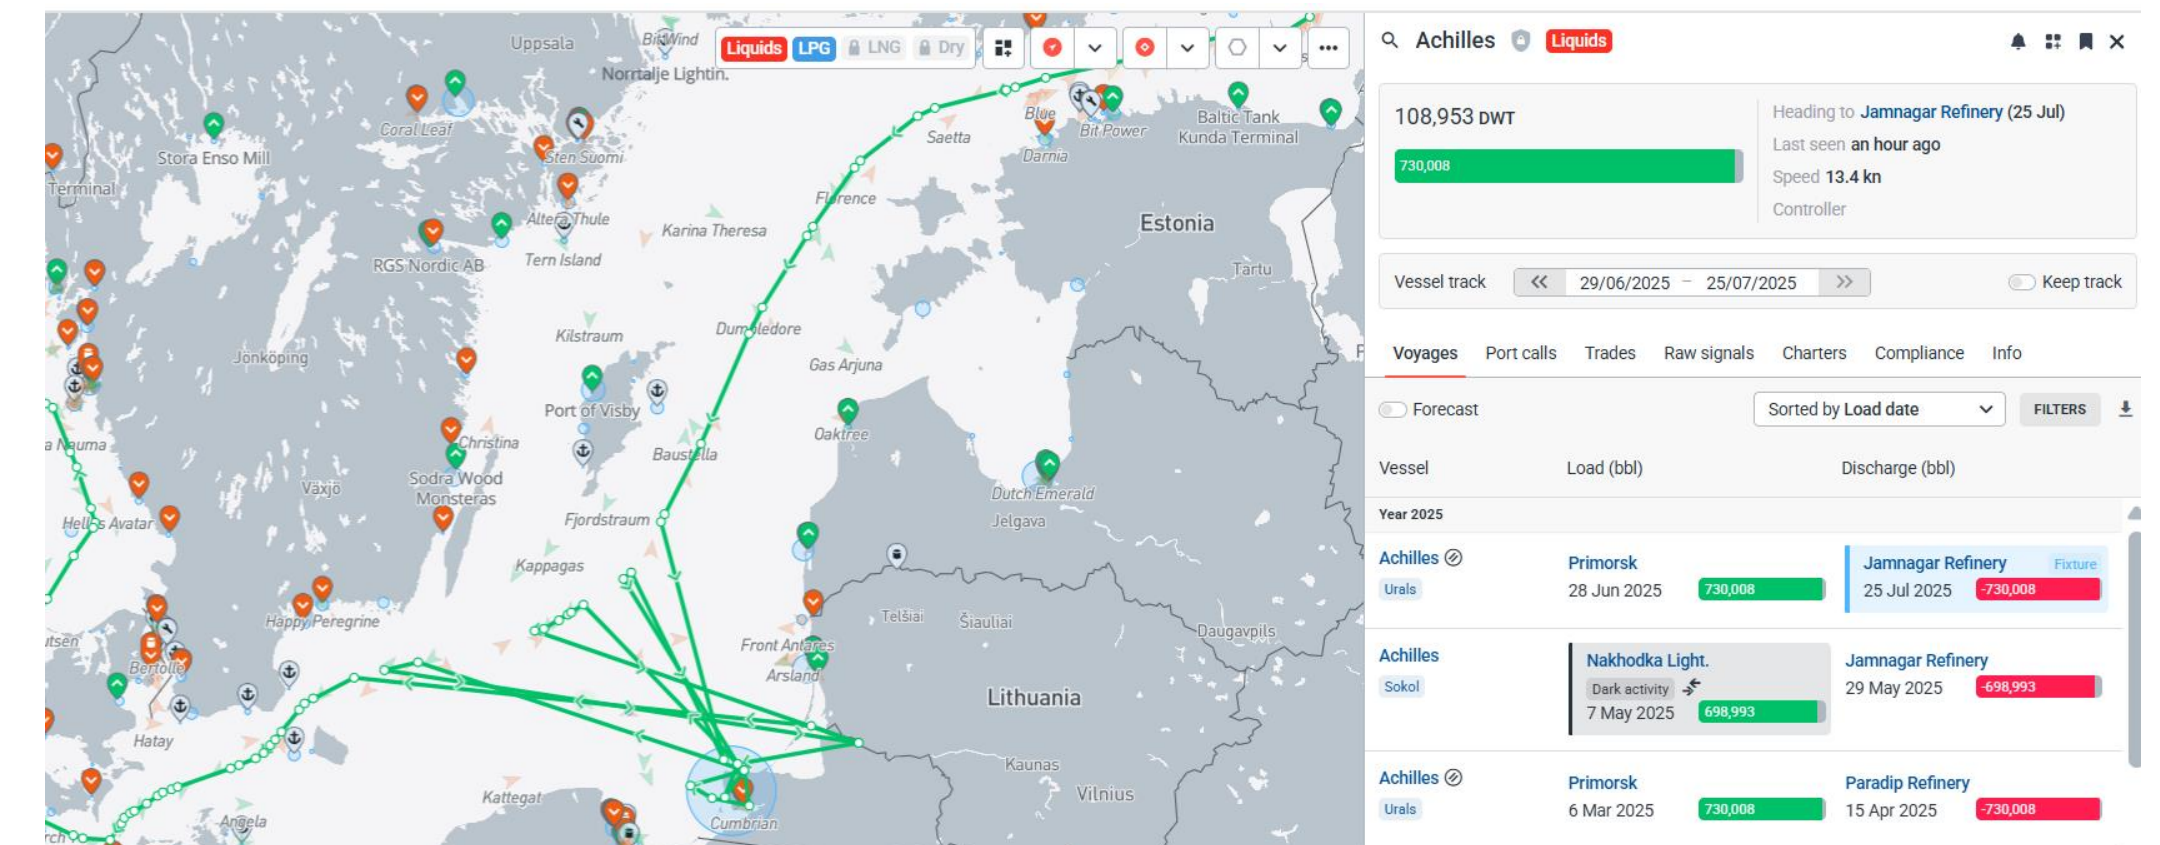 Uppsala
BitWind
Norrtalje Lightin.
Liquids LPG LNG Dry
Coral Leaf
Stora Enso Mill
Terminal
Sten Suomi
Saetta
Blue
Bit Power
Darnia
Baltic Tank
Kunda Terminal
Florence
Altera Thule
Karina Theresa
Estonia
RGS Nordic AB
Tern Island
Tartu
Kilstraum
Dumbledore
Jönköping
Gas Arjuna
Port of Visby
Christina
Oaktree
Baustella
Växjö
Sodra Wood
Monsteras
Dutch Emerald
Hellas Avatar
Fjordstraum
Jelgava
Kappagas
Happy Peregrine
Telšiai
Šiauliai
Daugavpils
Front Antares
Bertolle
Arsland
Lithuania
Hatay
Kaunas
Kattegat
Vilnius
Angela
Cumbrian
Achilles Liquids
108,953 DWT
730,008
Heading to Jamnagar Refinery (25 Jul)
Last seen an hour ago
Speed 13.4 kn
Controller
Vessel track 29/06/2025 – 25/07/2025 Keep track
Voyages Port calls Trades Raw signals Charters Compliance Info
Forecast Sorted by Load date FILTERS
Vessel Load (bbl) Discharge (bbl)
Year 2025
Achilles Primorsk Jamnagar Refinery Fixture
Urals 28 Jun 2025 730,008 25 Jul 2025 -730,008
Achilles Nakhodka Light. Jamnagar Refinery
Sokol Dark activity 29 May 2025 -698,993
7 May 2025 698,993
Achilles Primorsk Paradip Refinery
Urals 6 Mar 2025 730,008 15 Apr 2025 -730,008